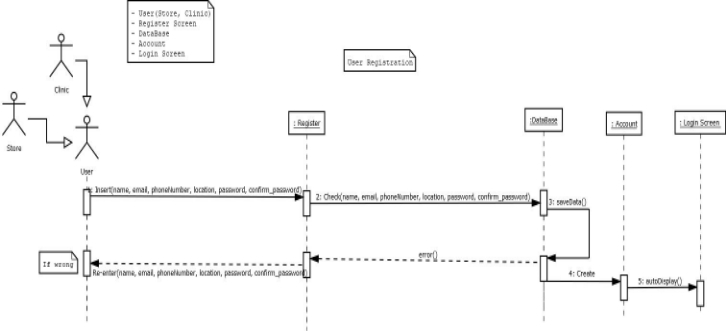 - User(Store, Clinic)
- Register Screen
- DataBase
- Account
- Login Screen
User Registration
Clinic
Store
User
: Register
:DataBase
: Account
: Login Screen
1: Insert(name, email, phoneNumber, location, password, confirm_password)
2: Check(name, email, phoneNumber, location, password, confirm_password)
3: saveData()
error()
If wrong
Re-enter(name, email, phoneNumber, location, password, confirm_password)
4: Create
5: autoDisplay()